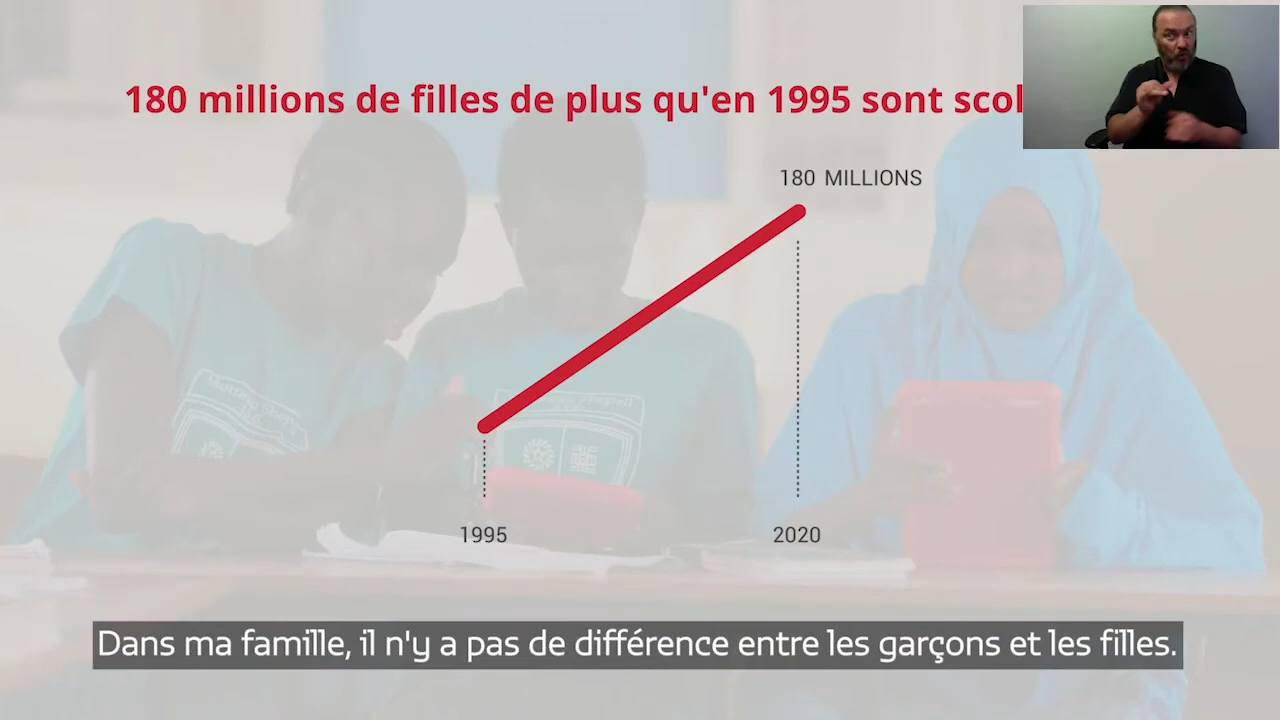 180 millions de filles de plus qu'en 1995 sont scol
180 MILLIONS
1995
2020
Dans ma famille, il n'y a pas de différence entre les garçons et les filles.